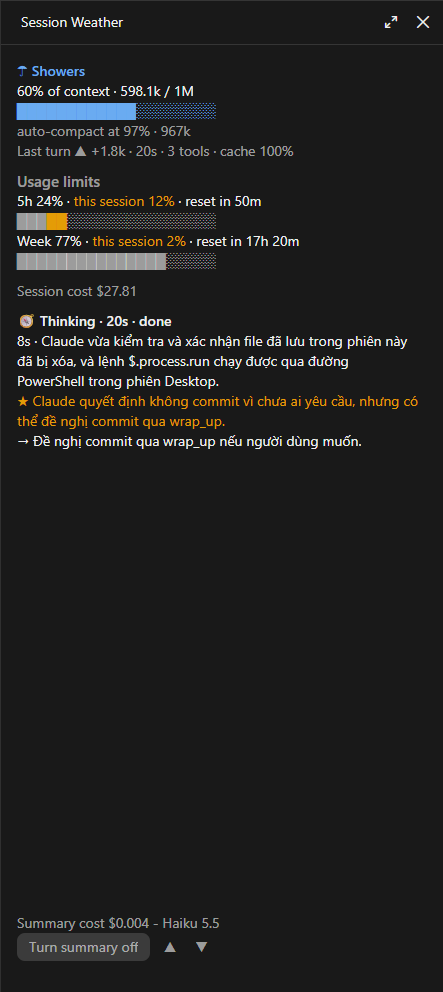 Session Weather
☂ Showers
60% of context · 598.1k / 1M
auto-compact at 97% · 967k
Last turn ▲ +1.8k · 20s · 3 tools · cache 100%
Usage limits
5h 24% · this session 12% · reset in 50m
Week 77% · this session 2% · reset in 17h 20m
Session cost $27.81
🧭 Thinking · 20s · done
8s · Claude vừa kiểm tra và xác nhận file đã lưu trong phiên này
đã bị xóa, và lệnh $.process.run chạy được qua đường
PowerShell trong phiên Desktop.
★ Claude quyết định không commit vì chưa ai yêu cầu, nhưng có
thể đề nghị commit qua wrap_up.
→ Đề nghị commit qua wrap_up nếu người dùng muốn.
Summary cost $0.004 - Haiku 5.5
Turn summary off ▲ ▼